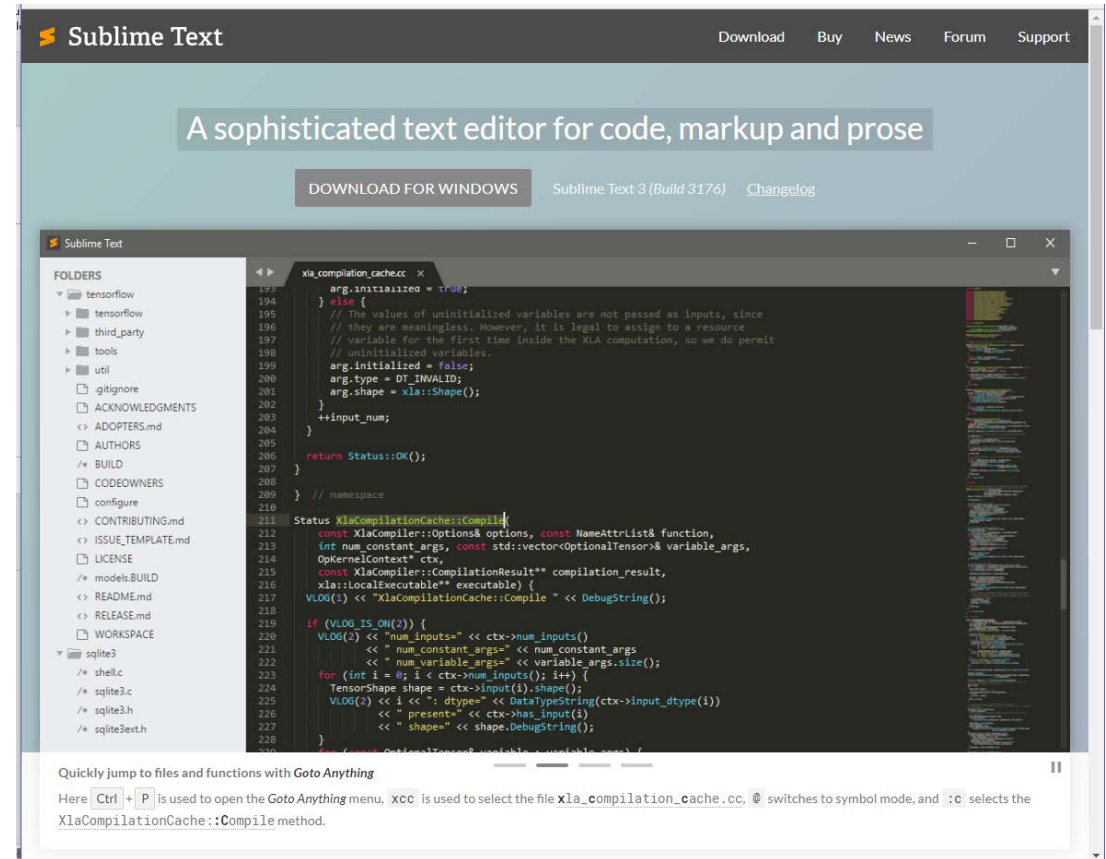 Sublime Text
Download Buy News Forum Support
A sophisticated text editor for code, markup and prose
DOWNLOAD FOR WINDOWS Sublime Text 3 (Build 3176) Changelog
Sublime Text
FOLDERS
tensorflow
tensorflow
third_party
tools
util
.gitignore
ACKNOWLEDGMENTS
<> ADOPTERS.md
AUTHORS
/* BUILD
CODEOWNERS
configure
<> CONTRIBUTING.md
<> ISSUE_TEMPLATE.md
LICENSE
/* models.BUILD
<> README.md
<> RELEASE.md
WORKSPACE
sqlite3
/* shell.c
/* sqlite3.c
/* sqlite3.h
/* sqlite3ext.h
xla_compilation_cache.cc ×
193 arg.initialized = true;
194 } else {
195 // The values of uninitialized variables are not passed as inputs, since
196 // they are meaningless. However, it is legal to assign to a resource
197 // variable for the first time inside the XLA computation, so we do permit
198 // uninitialized variables.
199 arg.initialized = false;
200 arg.type = DT_INVALID;
201 arg.shape = xla::Shape();
202 }
203 ++input_num;
204 }
205
206 return Status::OK();
207 }
208
209 } // namespace
210
211 Status XlaCompilationCache::Compile(
212 const XlaCompiler::Options& options, const NameAttrList& function,
213 int num_constant_args, const std::vector<OptionalTensor>& variable_args,
214 OpKernelContext* ctx,
215 const XlaCompiler::CompilationResult** compilation_result,
216 xla::LocalExecutable** executable) {
217 VLOG(1) << "XlaCompilationCache::Compile " << DebugString();
218
219 if (VLOG_IS_ON(2)) {
220 VLOG(2) << "num_inputs=" << ctx->num_inputs()
221 << " num_constant_args=" << num_constant_args
222 << " num_variable_args=" << variable_args.size();
223 for (int i = 0; i < ctx->num_inputs(); i++) {
224 TensorShape shape = ctx->input(i).shape();
225 VLOG(2) << i << ": dtype=" << DataTypeString(ctx->input_dtype(i))
226 << " present=" << ctx->has_input(i)
227 << " shape=" << shape.DebugString();
228 }
229 for (const OptionalTensor& variable : variable_args) {
Quickly jump to files and functions with Goto Anything
Here Ctrl + P is used to open the Goto Anything menu, xcc is used to select the file xla_compilation_cache.cc, @ switches to symbol mode, and :c selects the
XlaCompilationCache::Compile method.